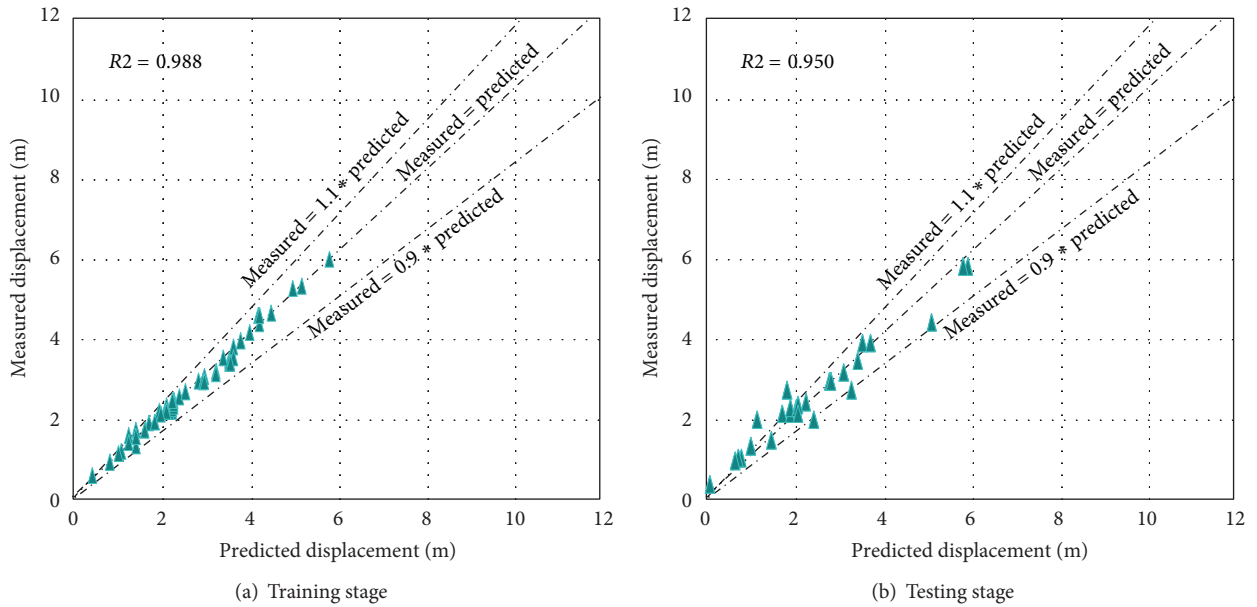 12
10
8
6
4
2
0
Measured displacement (m)
R2 = 0.988
Measured = 1.1 * predicted
Measured = predicted
Measured = 0.9 * predicted
0 2 4 6 8 10 12
Predicted displacement (m)
(a) Training stage
12
10
8
6
4
2
0
Measured displacement (m)
R2 = 0.950
Measured = 1.1 * predicted
Measured = predicted
Measured = 0.9 * predicted
0 2 4 6 8 10 12
Predicted displacement (m)
(b) Testing stage